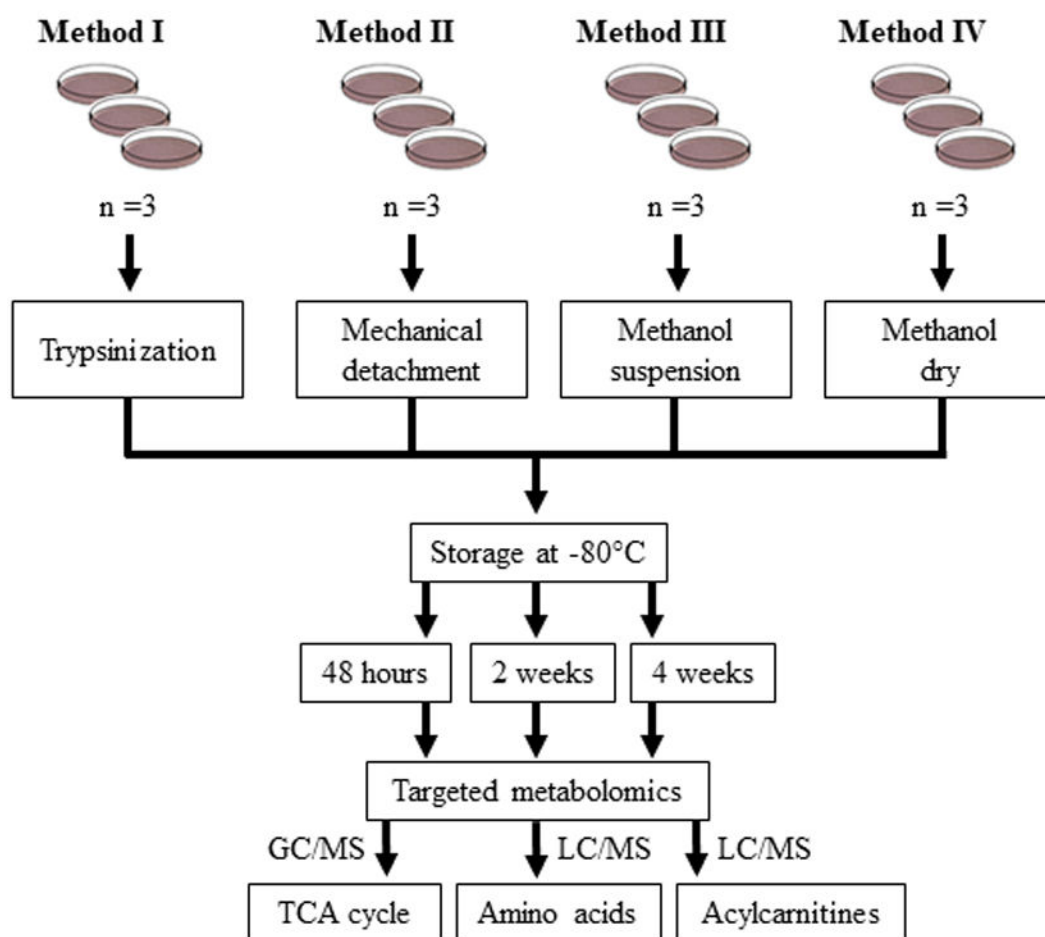 Method I
Method II
Method III
Method IV
n =3
n =3
n =3
n =3
Trypsinization
Mechanical
detachment
Methanol
suspension
Methanol
dry
Storage at -80°C
48 hours
2 weeks
4 weeks
Targeted metabolomics
GC/MS
LC/MS
LC/MS
TCA cycle
Amino acids
Acylcarnitines